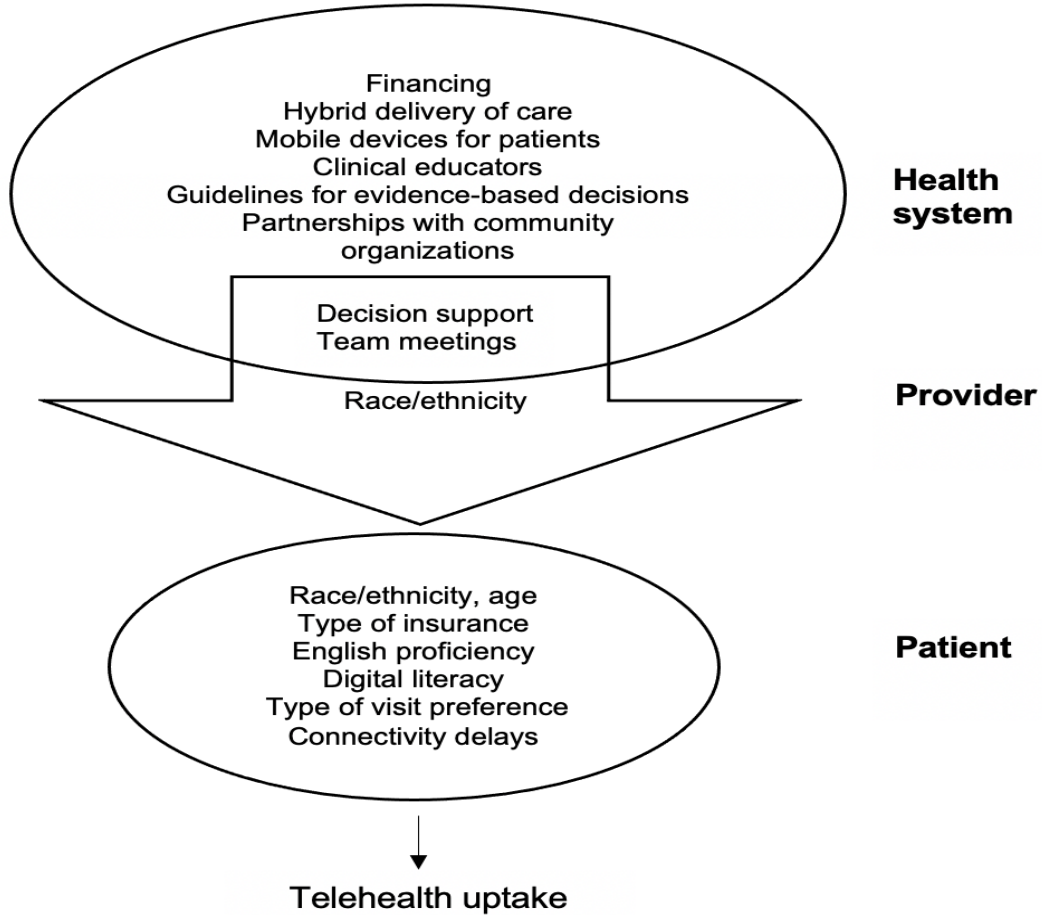 Financing
Hybrid delivery of care
Mobile devices for patients
Clinical educators
Guidelines for evidence-based decisions
Partnerships with community
organizations
Health
system
Decision support
Team meetings
Race/ethnicity
Provider
Race/ethnicity, age
Type of insurance
English proficiency
Digital literacy
Type of visit preference
Connectivity delays
Patient
Telehealth uptake